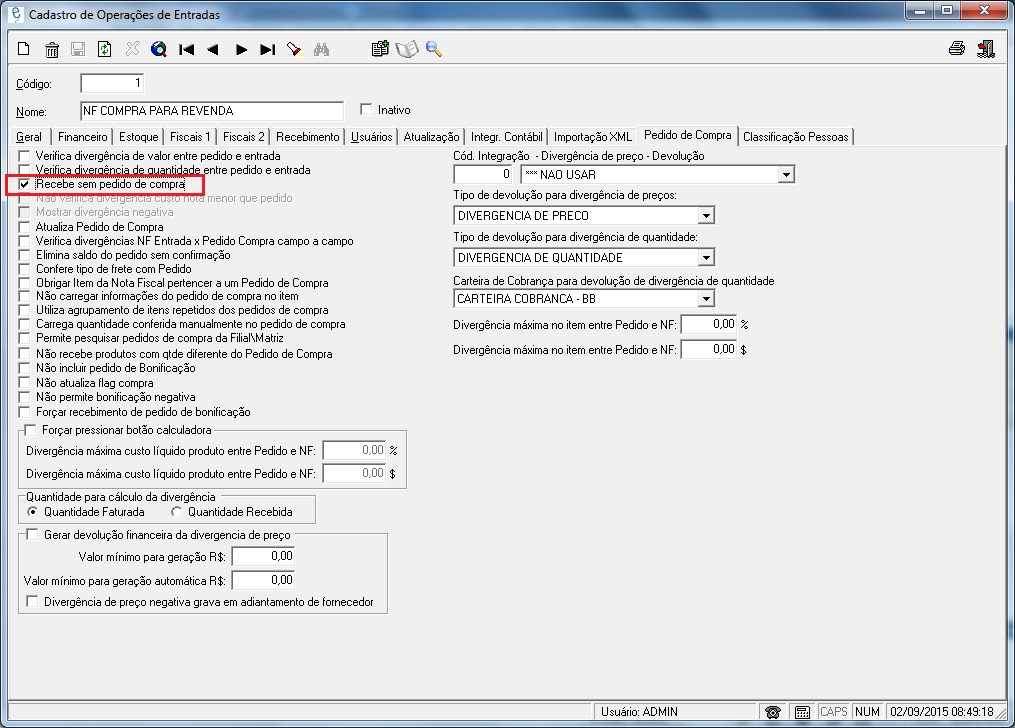 Cadastro de Operações de Entradas
Código: 1
Nome: NF COMPRA PARA REVENDA Inativo
Geral Financeiro Estoque Fiscais 1 Fiscais 2 Recebimento Usuários Atualização Integr. Contábil Importação XML Pedido de Compra Classificação Pessoas
Verifica divergência de valor entre pedido e entrada
Verifica divergência de quantidade entre pedido e entrada
Recebe sem pedido de compra
Não verifica divergência custo nota menor que pedido
Mostrar divergência negativa
Atualiza Pedido de Compra
Verifica divergências NF Entrada x Pedido Compra campo a campo
Elimina saldo do pedido sem confirmação
Confere tipo de frete com Pedido
Obrigar Item da Nota Fiscal pertencer a um Pedido de Compra
Não carregar informações do pedido de compra no item
Utiliza agrupamento de itens repetidos dos pedidos de compra
Carrega quantidade conferida manualmente no pedido de compra
Permite pesquisar pedidos de compra da Filial\Matriz
Não recebe produtos com qtde diferente do Pedido de Compra
Não incluir pedido de Bonificação
Não atualiza flag compra
Não permite bonificação negativa
Forçar recebimento de pedido de bonificação
Forçar pressionar botão calculadora
Divergência máxima custo líquido produto entre Pedido e NF: 0,00 %
Divergência máxima custo líquido produto entre Pedido e NF: 0,00 $
Quantidade para cálculo da divergência
Quantidade Faturada Quantidade Recebida
Gerar devolução financeira da divergencia de preço
Valor mínimo para geração R$: 0,00
Valor mínimo para geração automática R$: 0,00
Divergência de preço negativa grava em adiantamento de fornecedor
Cód. Integração - Divergência de preço - Devolução
0 *** NAO USAR
Tipo de devolução para divergência de preços:
DIVERGENCIA DE PRECO
Tipo de devolução para divergência de quantidade:
DIVERGENCIA DE QUANTIDADE
Carteira de Cobrança para devolução de divergência de quantidade
CARTEIRA COBRANCA - BB
Divergência máxima no item entre Pedido e NF: 0,00 %
Divergência máxima no item entre Pedido e NF: 0,00 $
Usuário: ADMIN CAPS NUM 02/09/2015 08:49:18